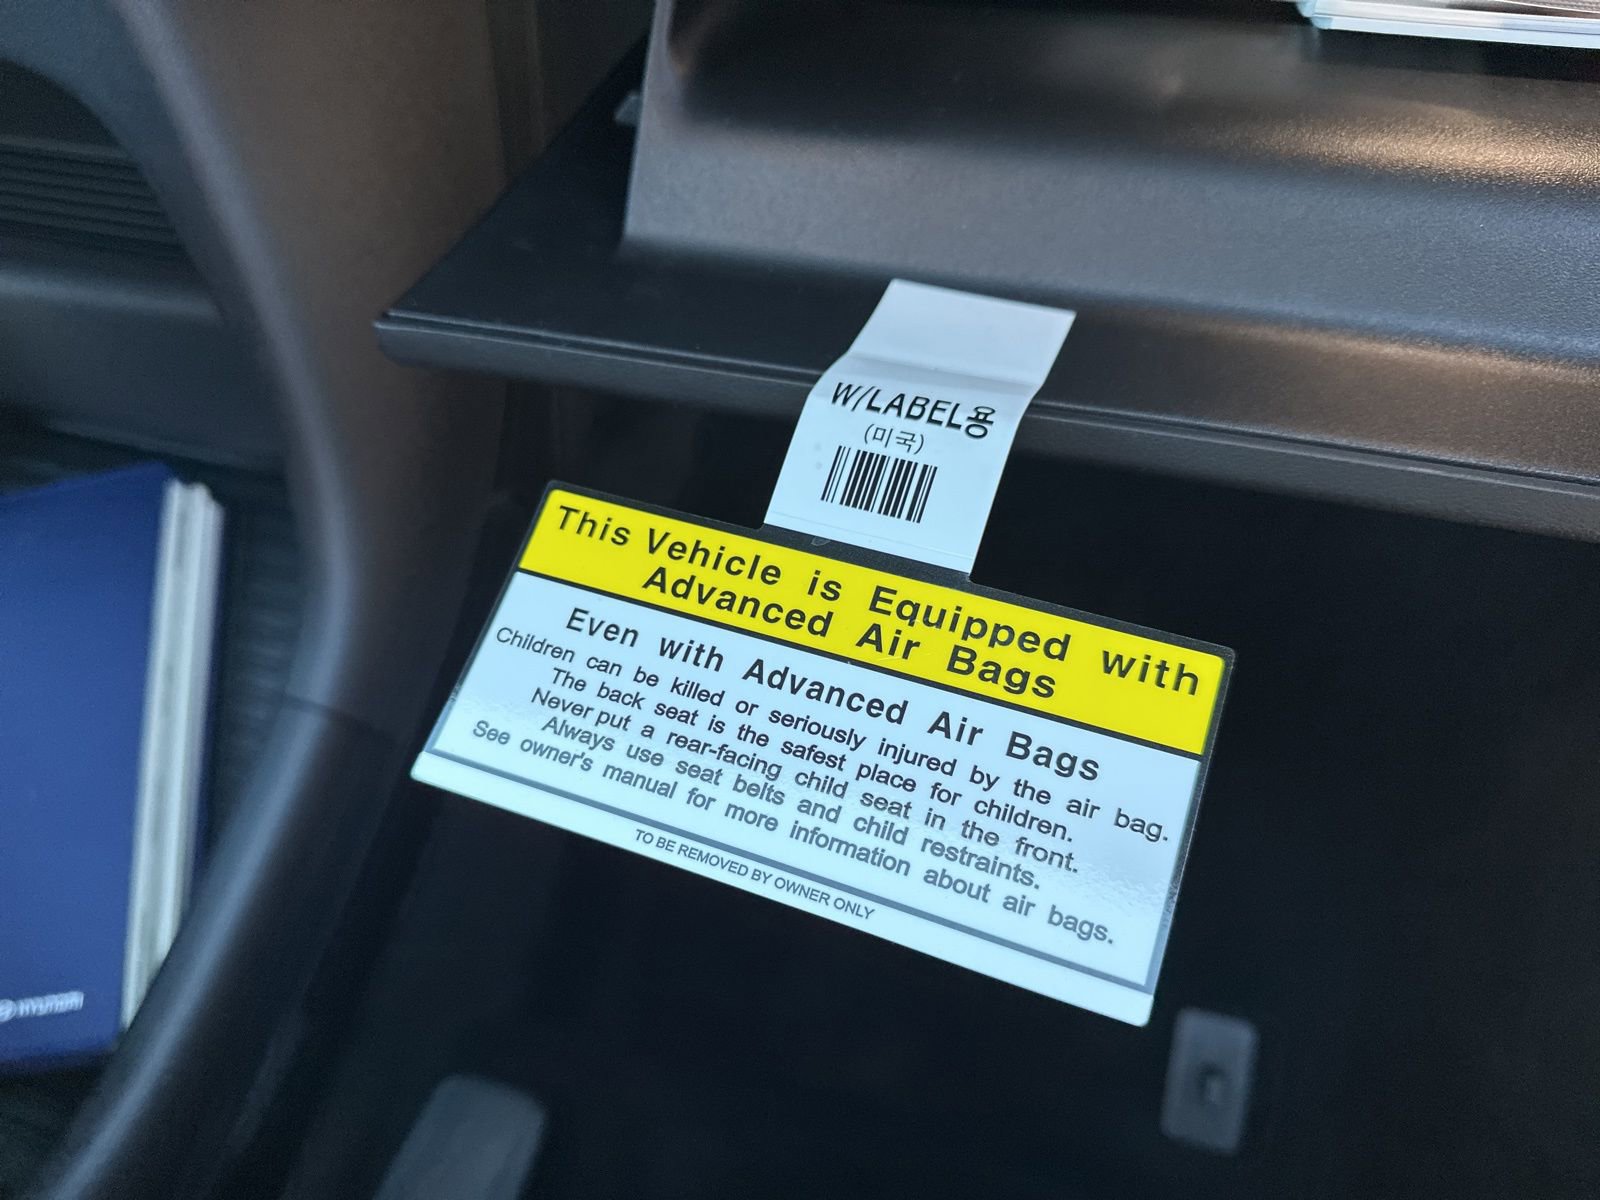 W/LABEL용
(미국)
This Vehicle is Equipped with
Advanced Air Bags
Even with Advanced Air Bags
Children can be killed or seriously injured by the air bag.
The back seat is the safest place for children.
Never put a rear-facing child seat in the front.
Always use seat belts and child restraints.
See owner's manual for more information about air bags.
TO BE REMOVED BY OWNER ONLY
HYUNDAI